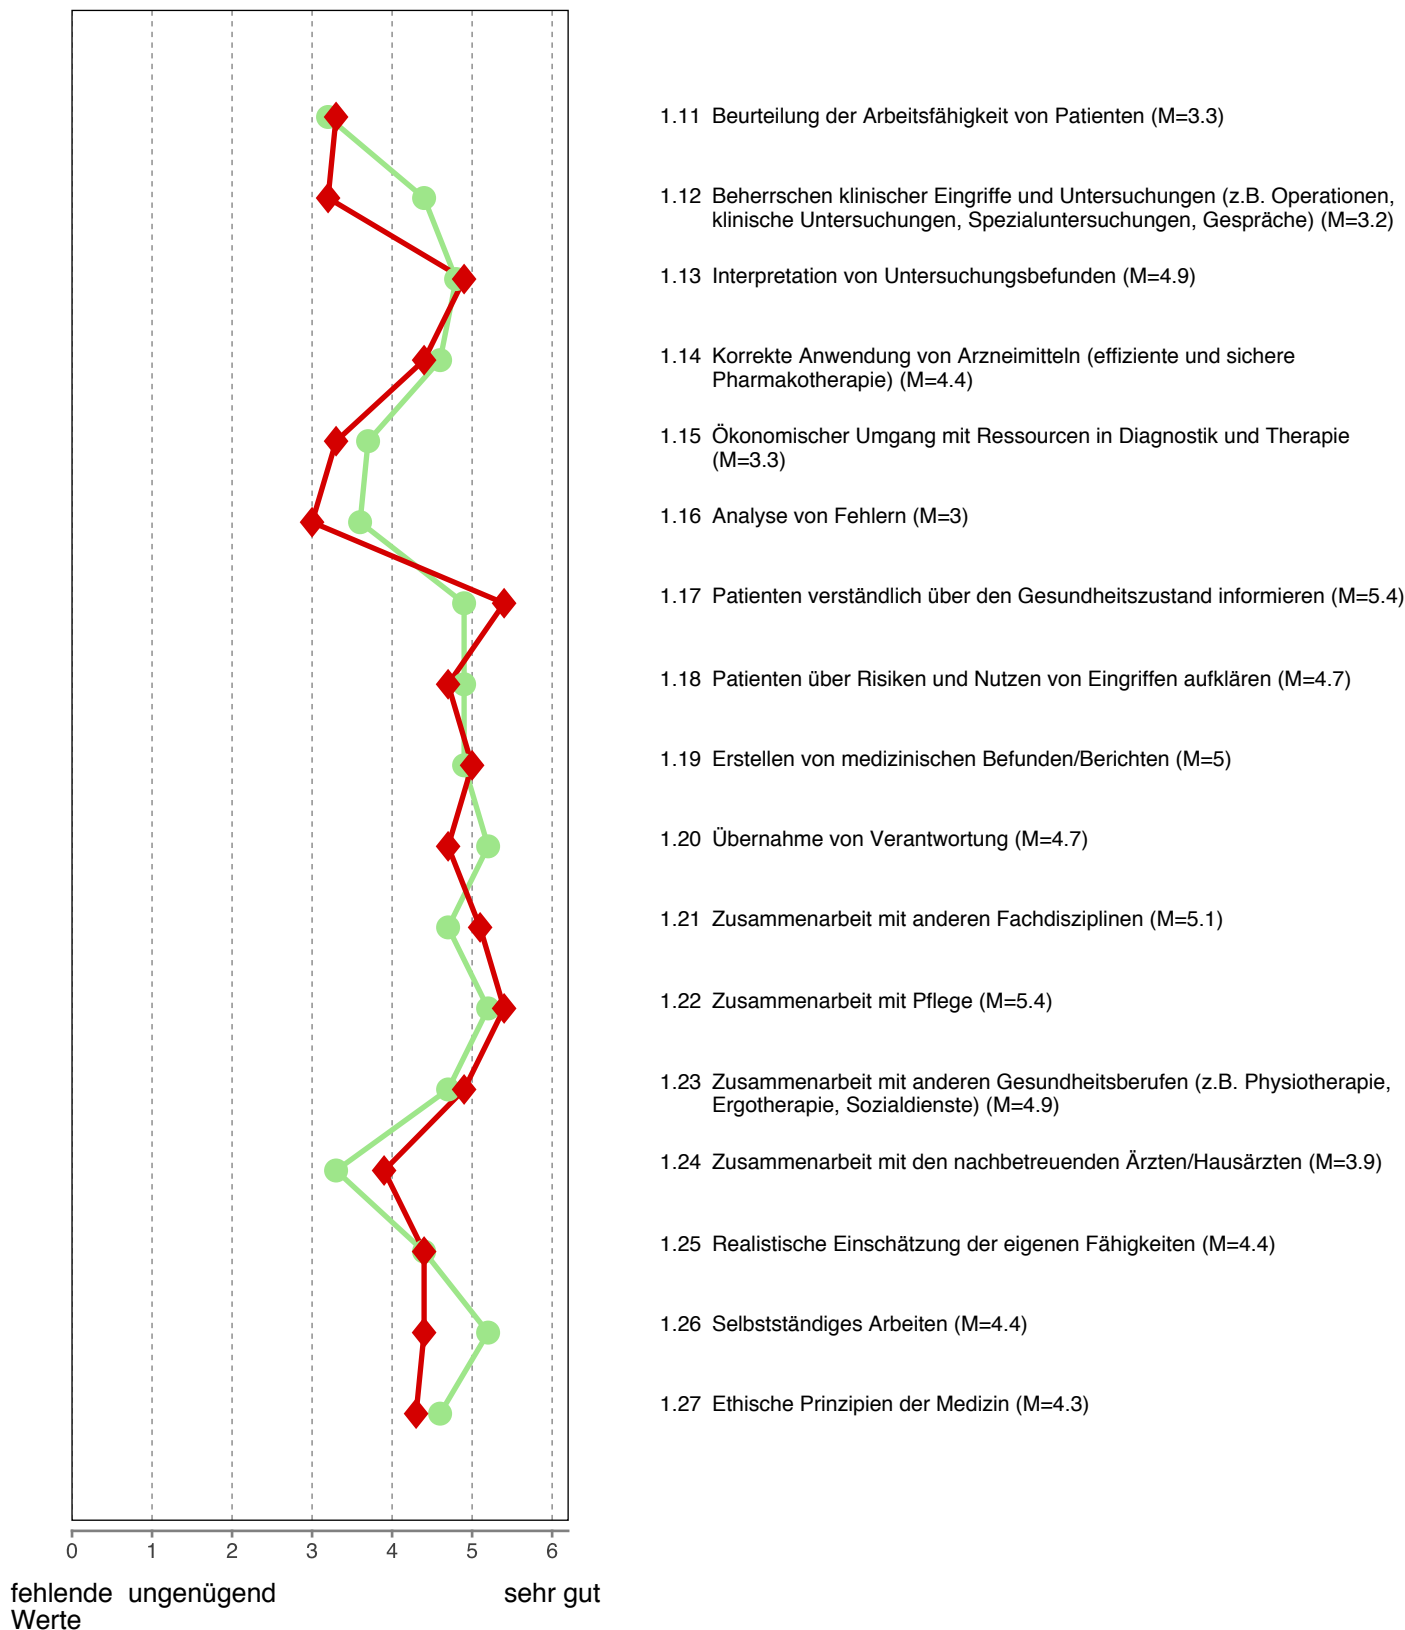 1.11 Beurteilung der Arbeitsfähigkeit von Patienten (M=3.3)
1.12 Beherrschen klinischer Eingriffe und Untersuchungen (z.B. Operationen,
klinische Untersuchungen, Spezialuntersuchungen, Gespräche) (M=3.2)
1.13 Interpretation von Untersuchungsbefunden (M=4.9)
1.14 Korrekte Anwendung von Arzneimitteln (effiziente und sichere
Pharmakotherapie) (M=4.4)
1.15 Ökonomischer Umgang mit Ressourcen in Diagnostik und Therapie
(M=3.3)
1.16 Analyse von Fehlern (M=3)
1.17 Patienten verständlich über den Gesundheitszustand informieren (M=5.4)
1.18 Patienten über Risiken und Nutzen von Eingriffen aufklären (M=4.7)
1.19 Erstellen von medizinischen Befunden/Berichten (M=5)
1.20 Übernahme von Verantwortung (M=4.7)
1.21 Zusammenarbeit mit anderen Fachdisziplinen (M=5.1)
1.22 Zusammenarbeit mit Pflege (M=5.4)
1.23 Zusammenarbeit mit anderen Gesundheitsberufen (z.B. Physiotherapie,
Ergotherapie, Sozialdienste) (M=4.9)
1.24 Zusammenarbeit mit den nachbetreuenden Ärzten/Hausärzten (M=3.9)
1.25 Realistische Einschätzung der eigenen Fähigkeiten (M=4.4)
1.26 Selbstständiges Arbeiten (M=4.4)
1.27 Ethische Prinzipien der Medizin (M=4.3)
0 1 2 3 4 5 6
fehlende ungenügend sehr gut
Werte